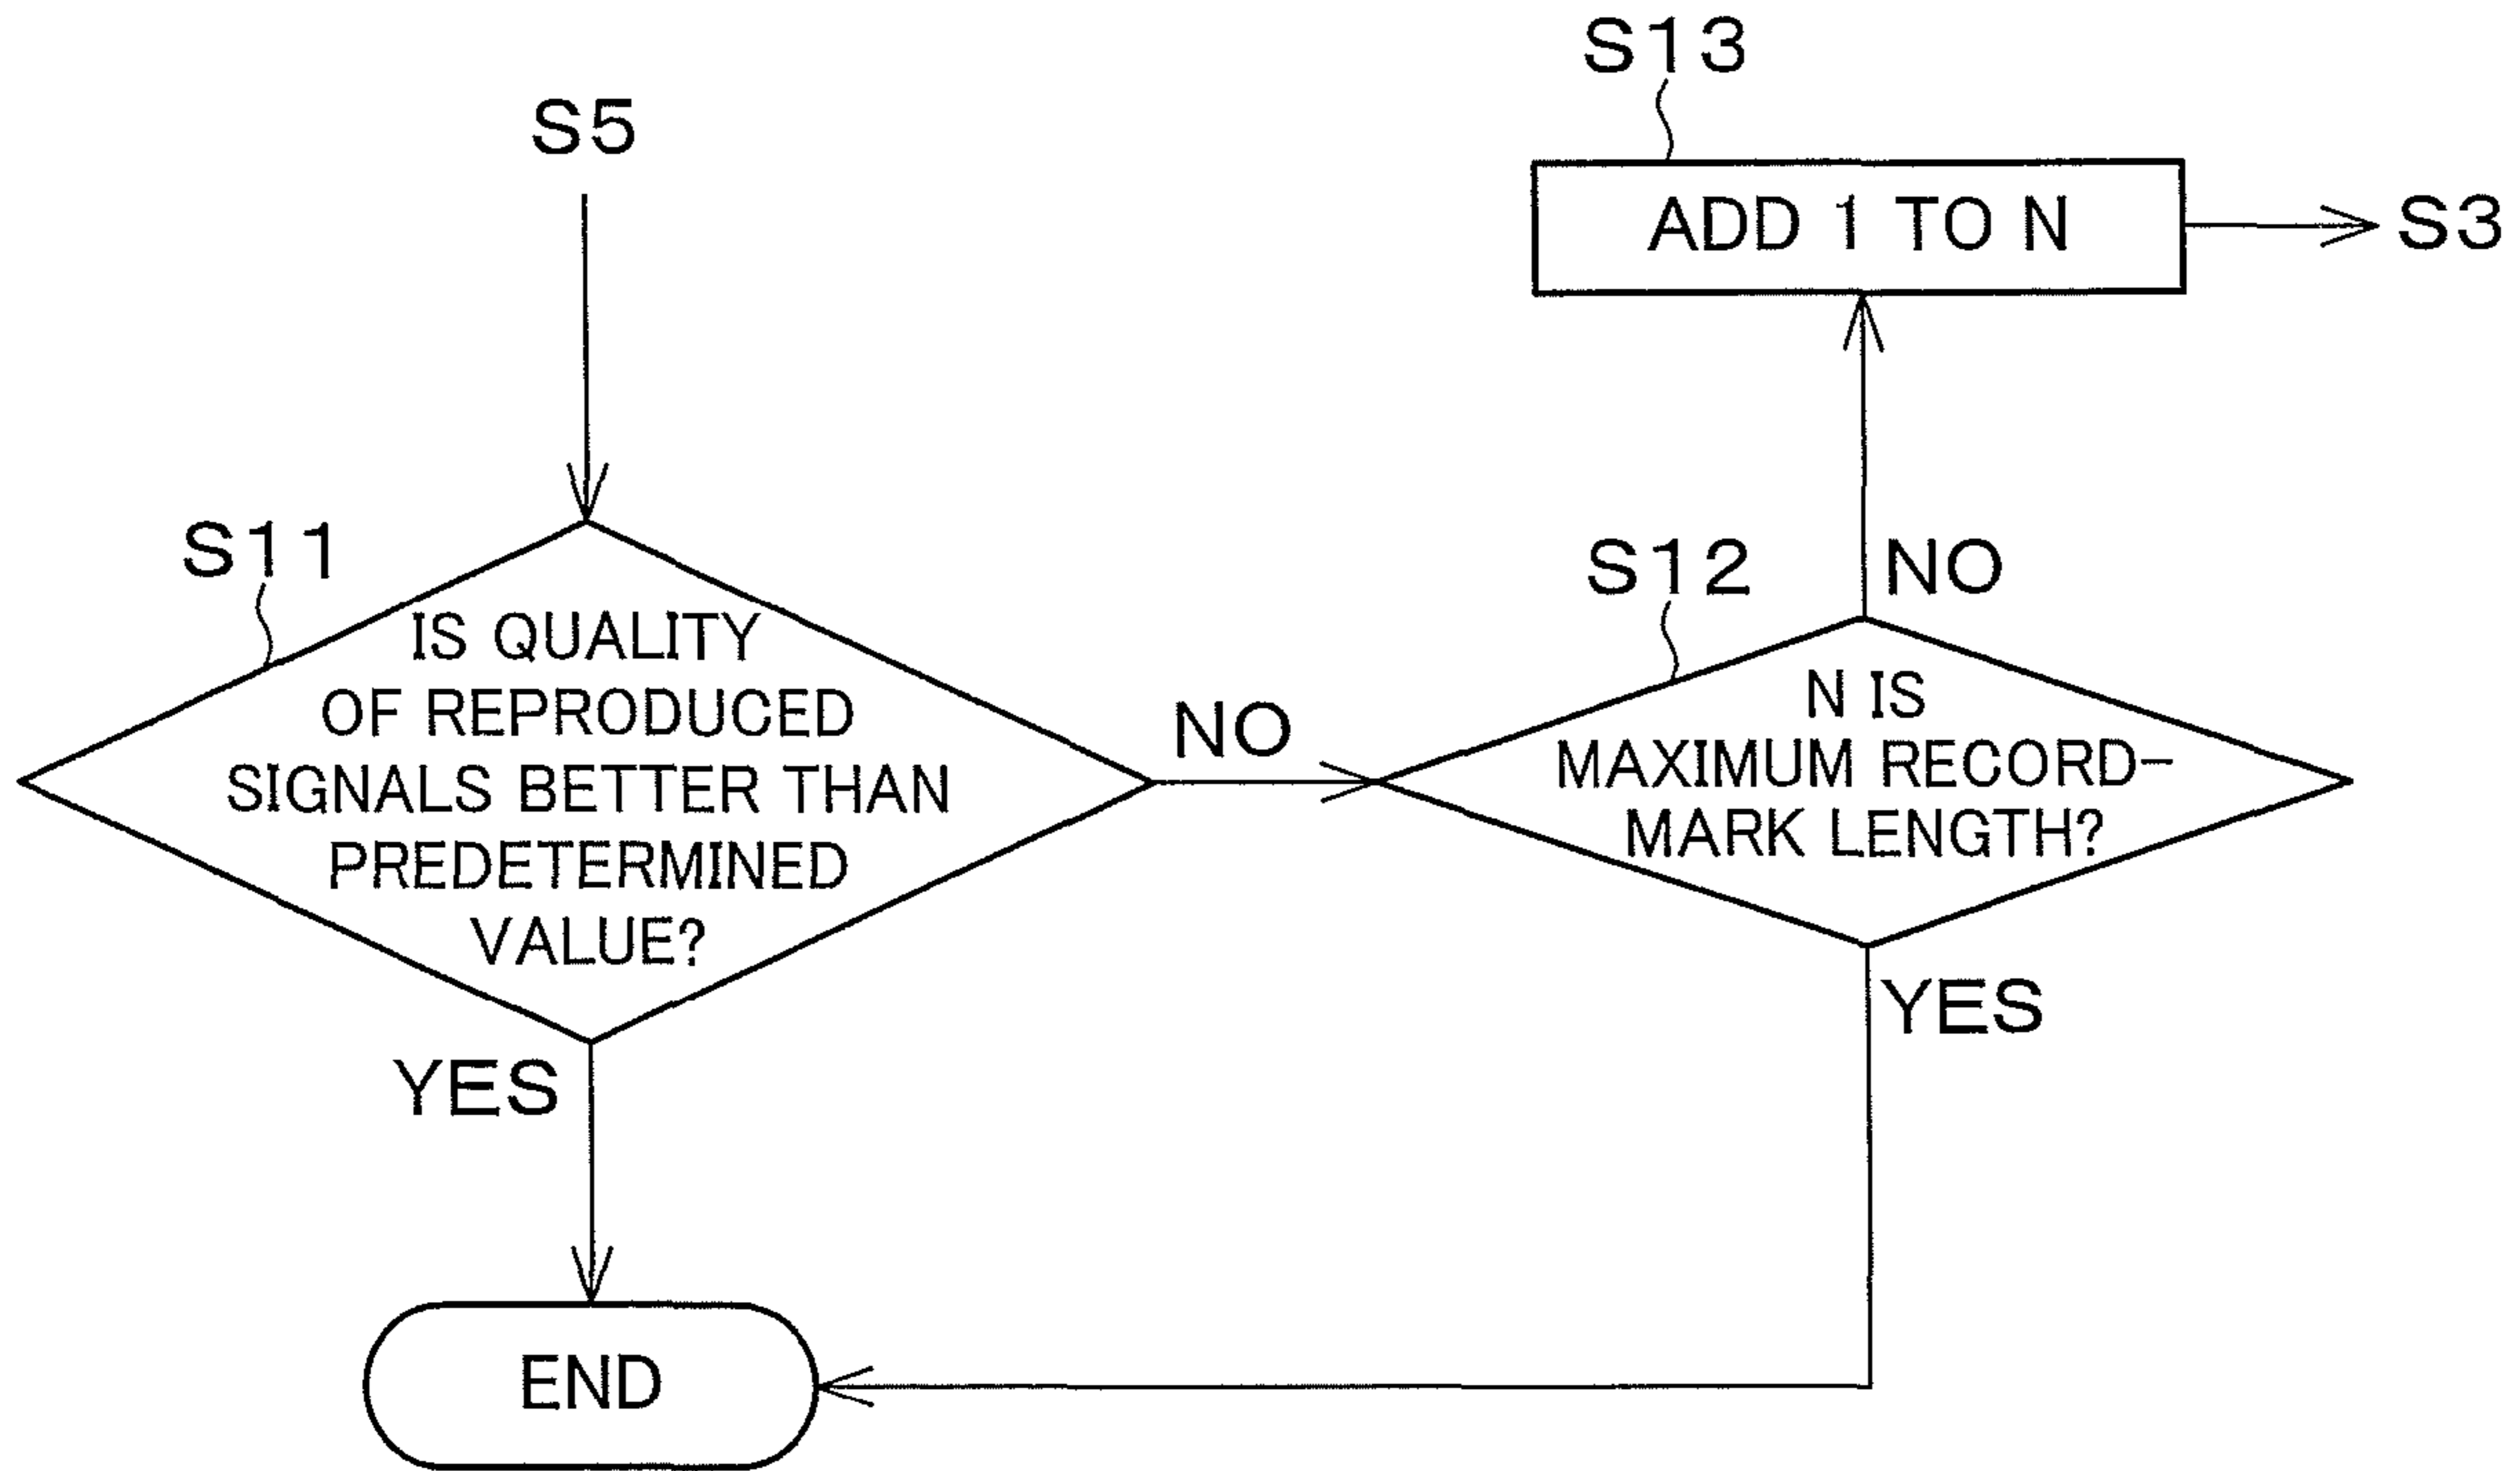 S13
S5
ADD 1 TO N
S3
S11
S12
NO
IS QUALITY
OF REPRODUCED
SIGNALS BETTER THAN
PREDETERMINED
VALUE?
NO
N IS
MAXIMUM RECORD-
MARK LENGTH?
YES
YES
END